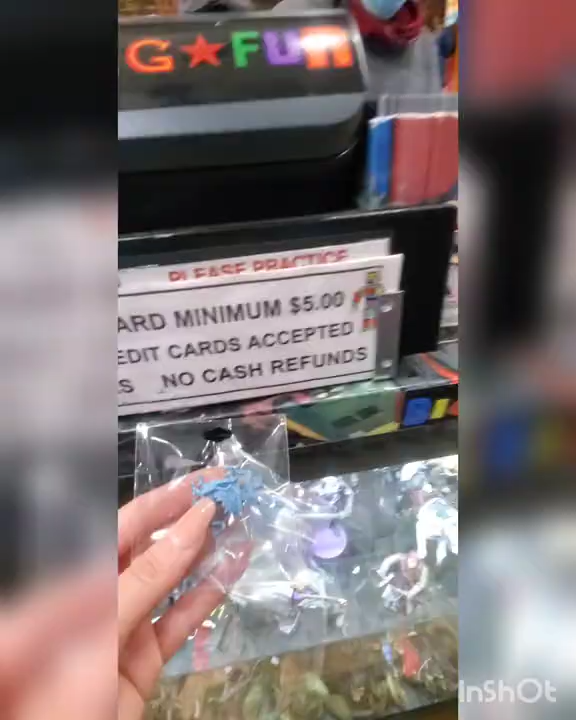 G★FUN
PLEASE PRACTICE
ARD MINIMUM $5.00
EDIT CARDS ACCEPTED
S NO CASH REFUNDS
InShOt